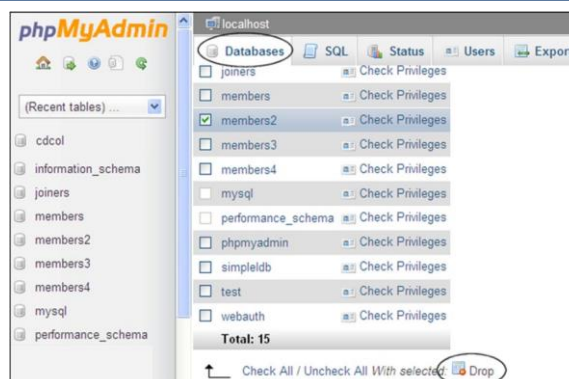 phpMyAdmin
(Recent tables) ...
cdcol
information_schema
joiners
members
members2
members3
members4
mysql
performance_schema
localhost
Databases SQL Status Users Expor
joiners Check Privileges
members Check Privileges
members2 Check Privileges
members3 Check Privileges
members4 Check Privileges
mysql Check Privileges
performance_schema Check Privileges
phpmyadmin Check Privileges
simpleldb Check Privileges
test Check Privileges
webauth Check Privileges
Total: 15
Check All / Uncheck All With selected: Drop